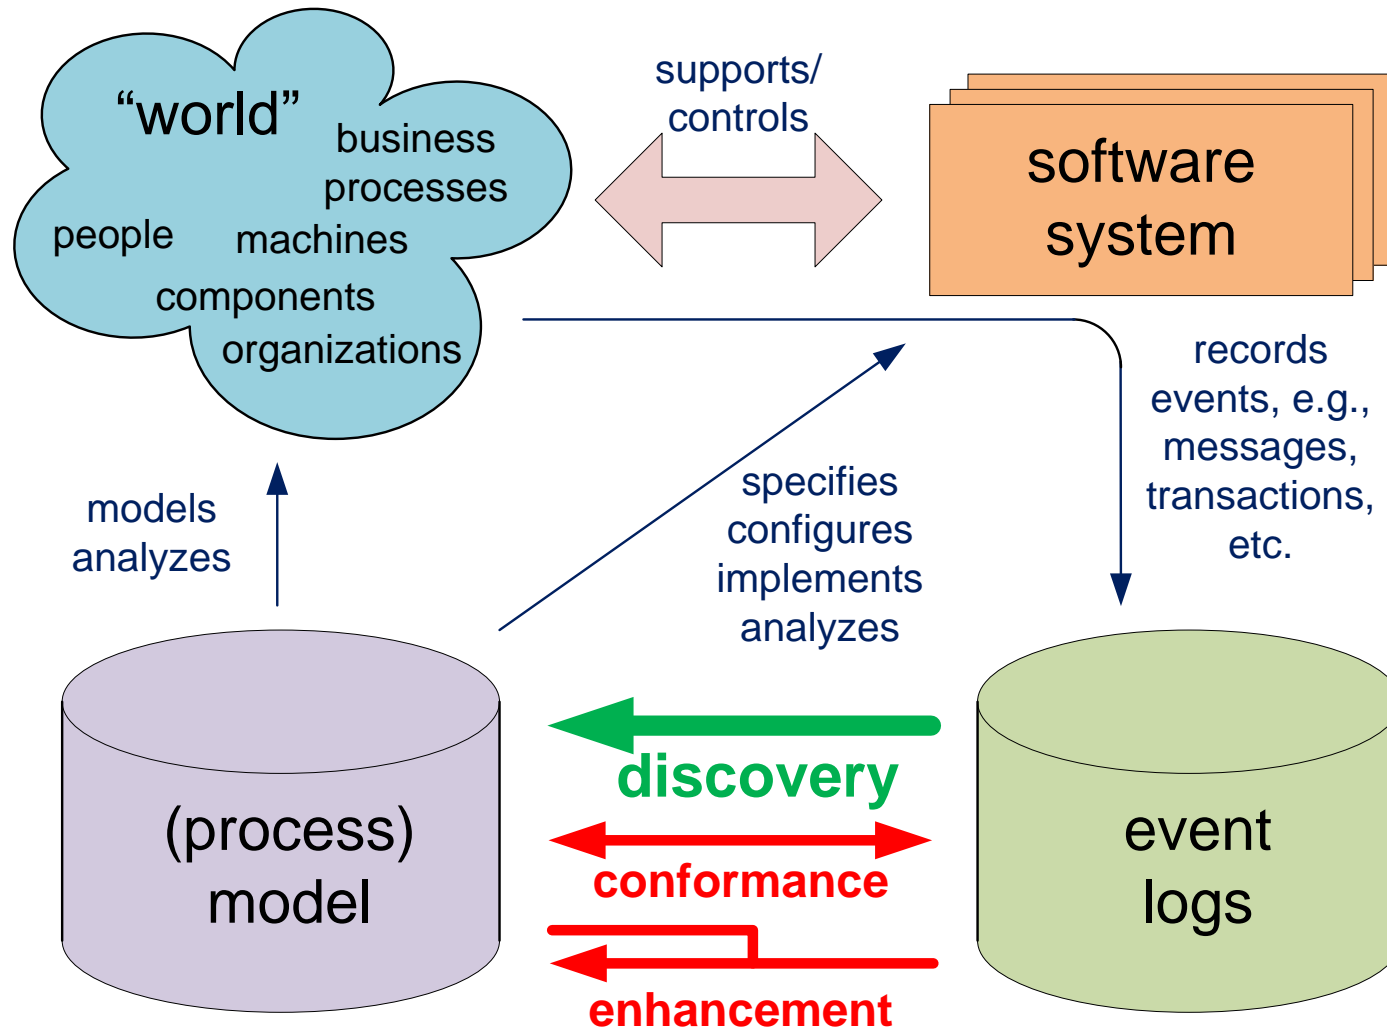 “world”
business
processes
people
machines
components
organizations
supports/
controls
software
system
records
events, e.g.,
messages,
transactions,
etc.
models
analyzes
specifies
configures
implements
analyzes
discovery
(process)
model
conformance
event
logs
enhancement